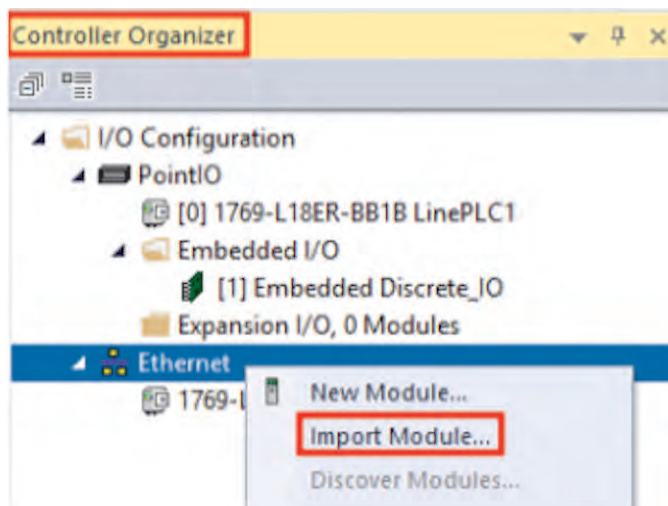 Controller Organizer
I/O Configuration
PointIO
[0] 1769-L18ER-BB1B LinePLC1
Embedded I/O
[1] Embedded Discrete_IO
Expansion I/O, 0 Modules
Ethernet
1769-L
New Module...
Import Module...
Discover Modules...